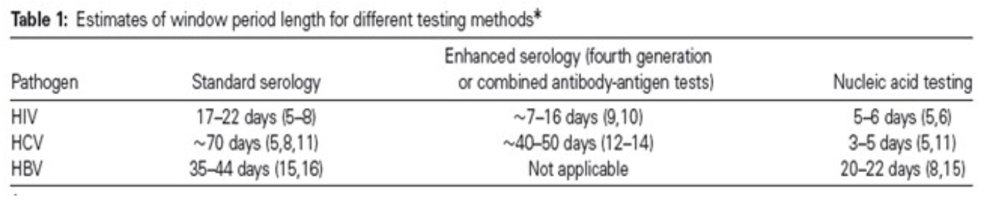 Table 1: Estimates of window period length for different testing methods*
Enhanced serology (fourth generation
Pathogen Standard serology or combined antibody-antigen tests) Nucleic acid testing
HIV 17–22 days (5–8) ~7–16 days (9,10) 5–6 days (5,6)
HCV ~70 days (5,8,11) ~40–50 days (12–14) 3–5 days (5,11)
HBV 35–44 days (15,16) Not applicable 20–22 days (8,15)